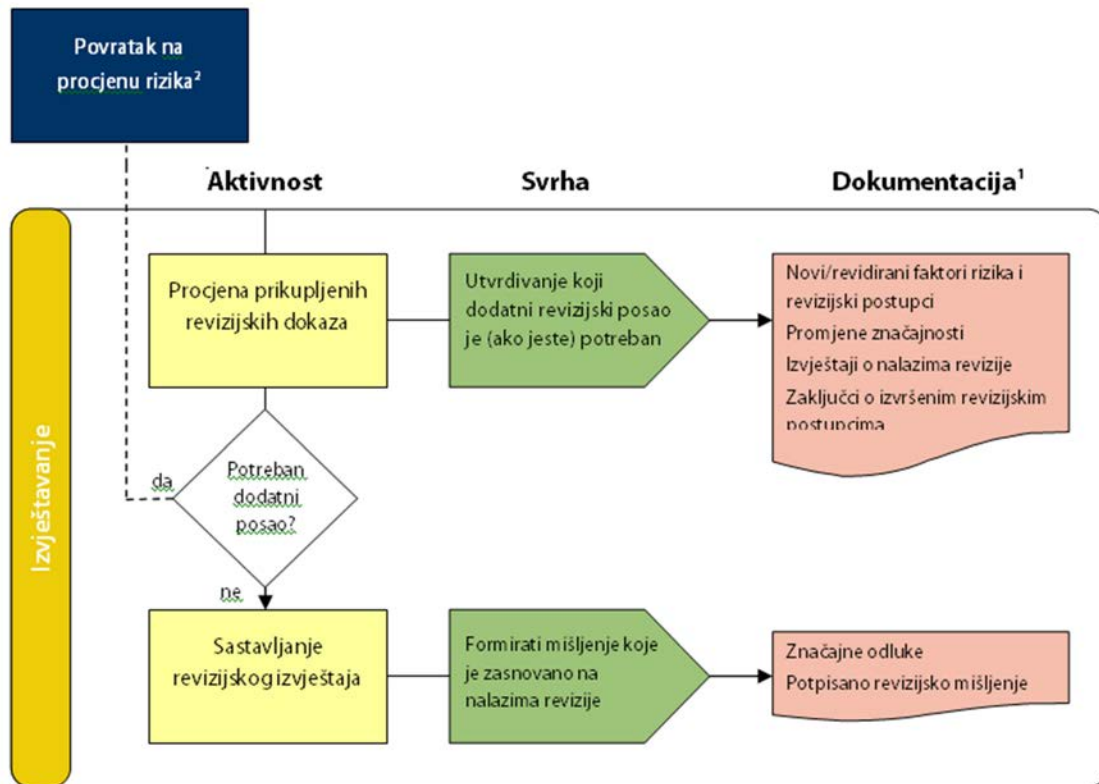 Povratak na
procjenu rizika²
Aktivnost
Svrha
Dokumentacija¹
Izvještavanje
Procjena prikupljenih
revizijskih dokaza
Utvrdivanje koji
dodatni revizijski posao
je (ako jeste) potreban
Novi/revidirani faktori rizika i
revizijski postupci
Promjene značajnosti
Izvještaji o nalazima revizije
Zaključci o izvršenim revizijskim
postupcima
da
Potreban
dodatni
posao?
ne
Sastavljanje
revizijskog izvještaja
Formirati mišljenje koje
je zasnovano na
nalazima revizije
Značajne odluke
Potpisano revizijsko mišljenje